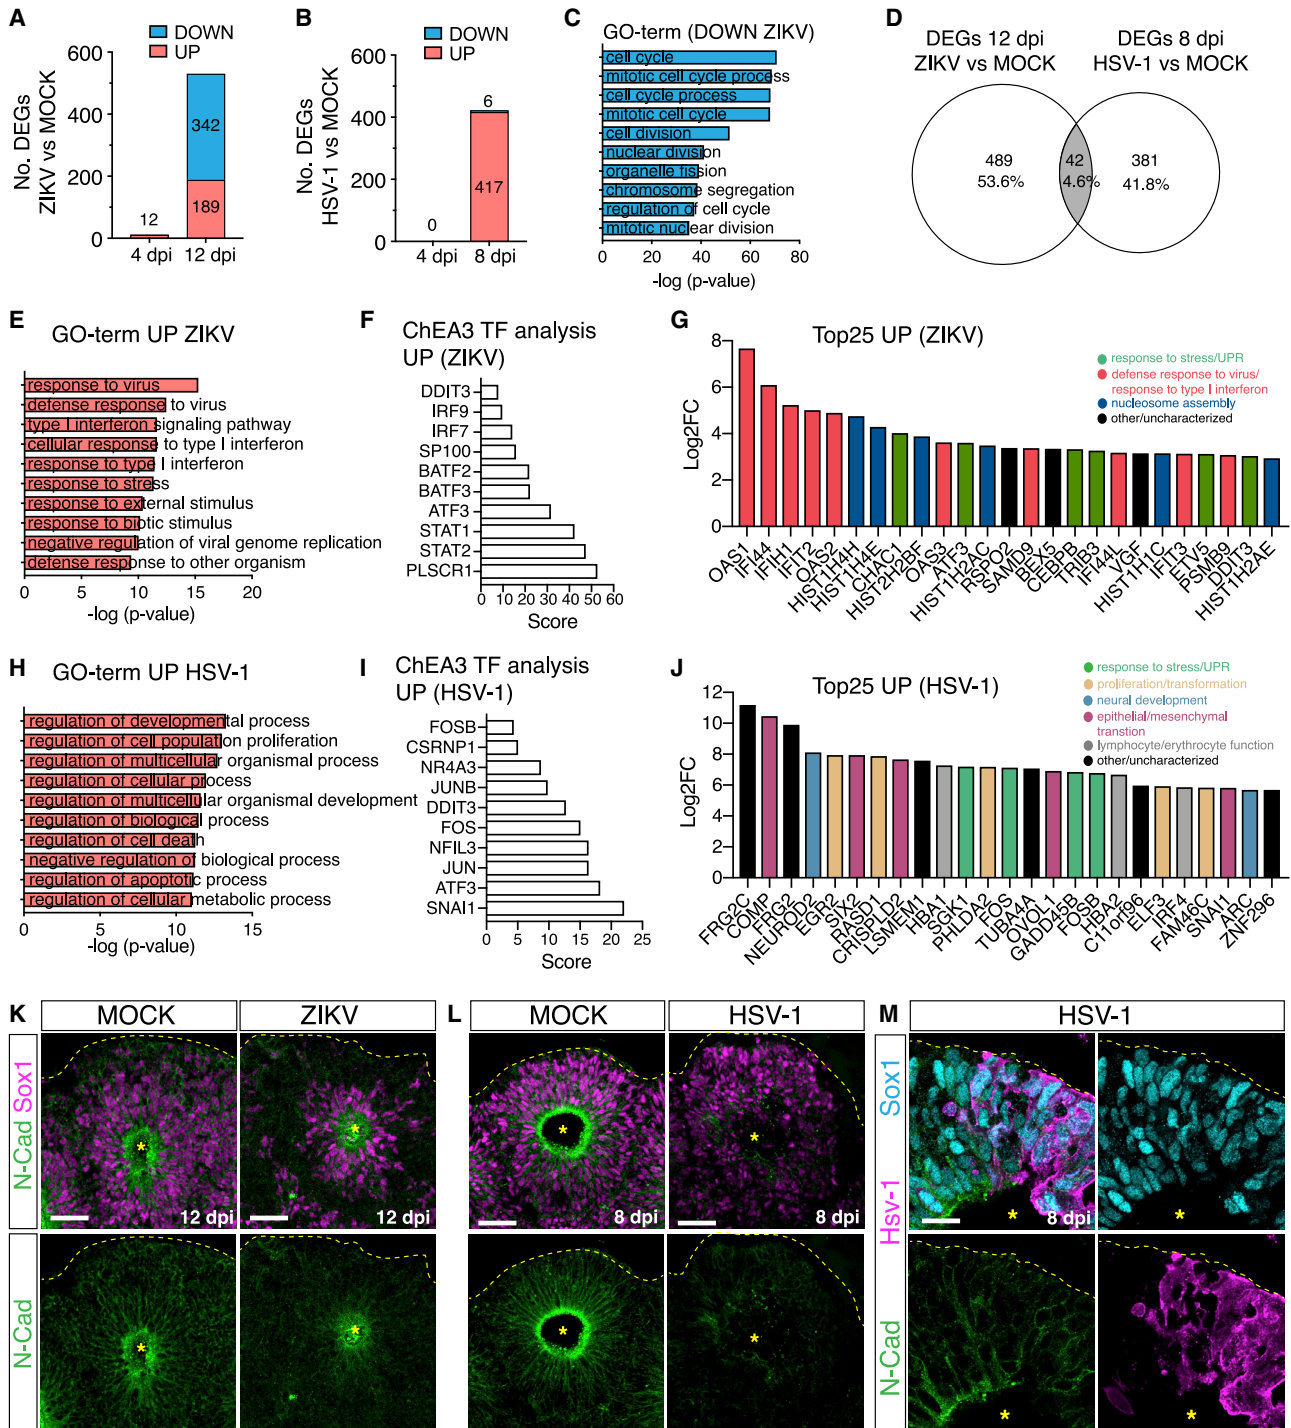 A
DOWN
UP
No. DEGs
ZIKV vs MOCK
600
400
200
0
12
342
189
4 dpi
12 dpi
B
DOWN
UP
No. DEGs
HSV-1 vs MOCK
600
400
200
0
0
6
417
4 dpi
8 dpi
C
GO-term (DOWN ZIKV)
cell cycle
mitotic cell cycle process
cell cycle process
mitotic cell cycle
cell division
nuclear division
organelle fission
chromosome segregation
regulation of cell cycle
mitotic nuclear division
0 20 40 60 80
-log (p-value)
D
DEGs 12 dpi
ZIKV vs MOCK
DEGs 8 dpi
HSV-1 vs MOCK
489
53.6%
42
4.6%
381
41.8%
E
GO-term UP ZIKV
response to virus
defense response to virus
type I interferon signaling pathway
cellular response to type I interferon
response to type I interferon
response to stress
response to external stimulus
response to biotic stimulus
negative regulation of viral genome replication
defense response to other organism
0 5 10 15 20
-log (p-value)
F
ChEA3 TF analysis
UP (ZIKV)
DDIT3
IRF9
IRF7
SP100
BATF2
BATF3
ATF3
STAT1
STAT2
PLSCR1
0 10 20 30 40 50 60
Score
G
Top25 UP (ZIKV)
response to stress/UPR
defense response to virus/
response to type I interferon
nucleosome assembly
other/uncharacterized
Log2FC
8
6
4
2
0
OAS1
IFI44
IFIH1
IFIT2
OAS2
HIST1H4H
HIST1H4E
CHAC1
HIST2H2BF
OAS3
ATF3
HIST1H2AC
RSPO2
SAMD9
BEX5
CEBPB
TRIB3
IFI44L
VGF
HIST1H1C
IFIT3
ETV5
PSMB9
DDIT3
HIST1H2AE
H
GO-term UP HSV-1
regulation of developmental process
regulation of cell population proliferation
regulation of multicellular organismal process
regulation of cellular process
regulation of multicellular organismal development
regulation of biological process
regulation of cell death
negative regulation of biological process
regulation of apoptotic process
regulation of cellular metabolic process
0 5 10 15
-log (p-value)
I
ChEA3 TF analysis
UP (HSV-1)
FOSB
CSRNP1
NR4A3
JUNB
DDIT3
FOS
NFIL3
JUN
ATF3
SNAI1
0 5 10 15 20 25
Score
J
Top25 UP (HSV-1)
response to stress/UPR
proliferation/transformation
neural development
epithelial/mesenchymal
transtion
lymphocyte/erythrocyte function
other/uncharacterized
Log2FC
12
10
8
6
4
2
0
FRG2C
COMP
FRG2
NEUROD2
EGR2
SIX2
RASD1
CRISPLD2
LSMEM1
HBA1
SGK1
PHLDA2
FOS
TUBA4A
OVOL1
GADD45B
FOSB
HBA2
C11orf96
ELF3
IRF4
FAM46C
SNAI1
ARC
ZNF296
K
MOCK
ZIKV
N-Cad Sox1
*
12 dpi
*
12 dpi
N-Cad
*
*
L
MOCK
HSV-1
*
8 dpi
*
8 dpi
*
*
M
HSV-1
Hsv-1 Sox1
*
8 dpi
*
N-Cad
*
*